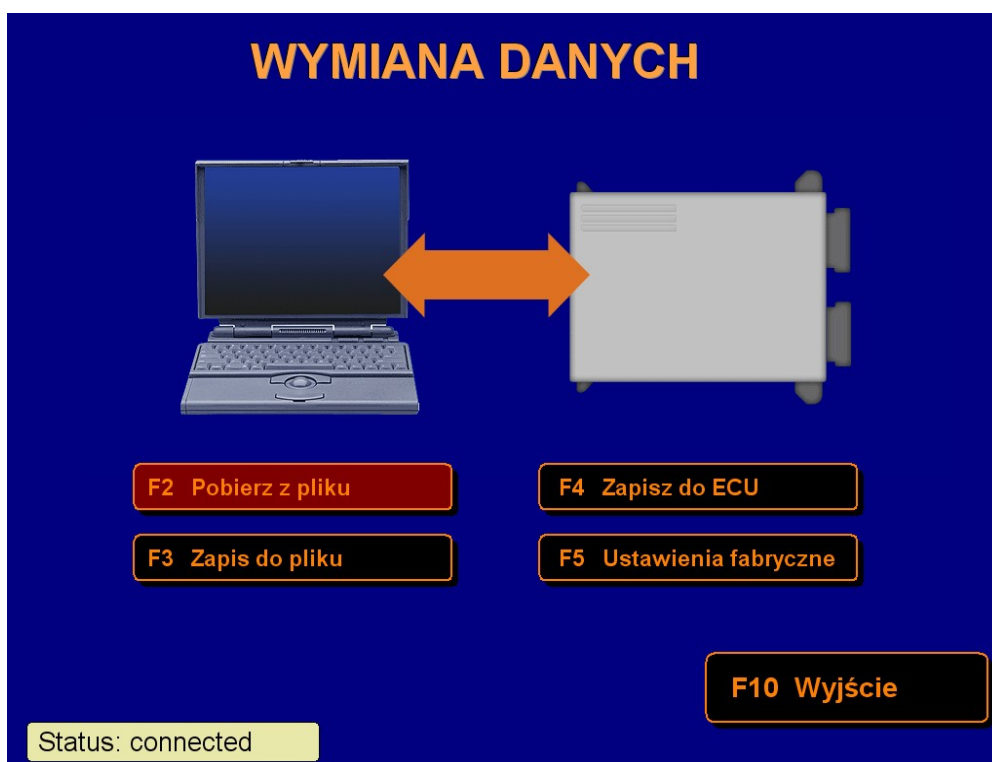 WYMIANA DANYCH
F2 Pobierz z pliku
F4 Zapisz do ECU
F3 Zapis do pliku
F5 Ustawienia fabryczne
F10 Wyjście
Status: connected